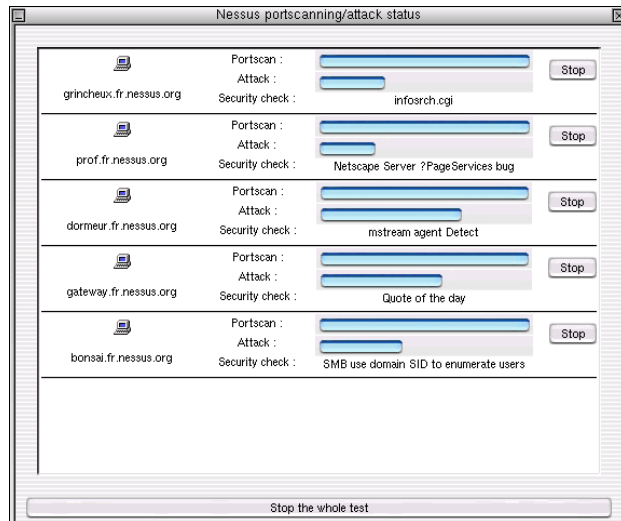 Nessus portscanning/attack status
Portscan :
Attack :
Stop
grincheux.fr.nessus.org
Security check :
infosrch.cgi
Portscan :
Attack :
Stop
prof.fr.nessus.org
Security check :
Netscape Server ?PageServices bug
Portscan :
Attack :
Stop
dormeur.fr.nessus.org
Security check :
mstream agent Detect
Portscan :
Attack :
Stop
gateway.fr.nessus.org
Security check :
Quote of the day
Portscan :
Attack :
Stop
bonsai.fr.nessus.org
Security check :
SMB use domain SID to enumerate users
Stop the whole test